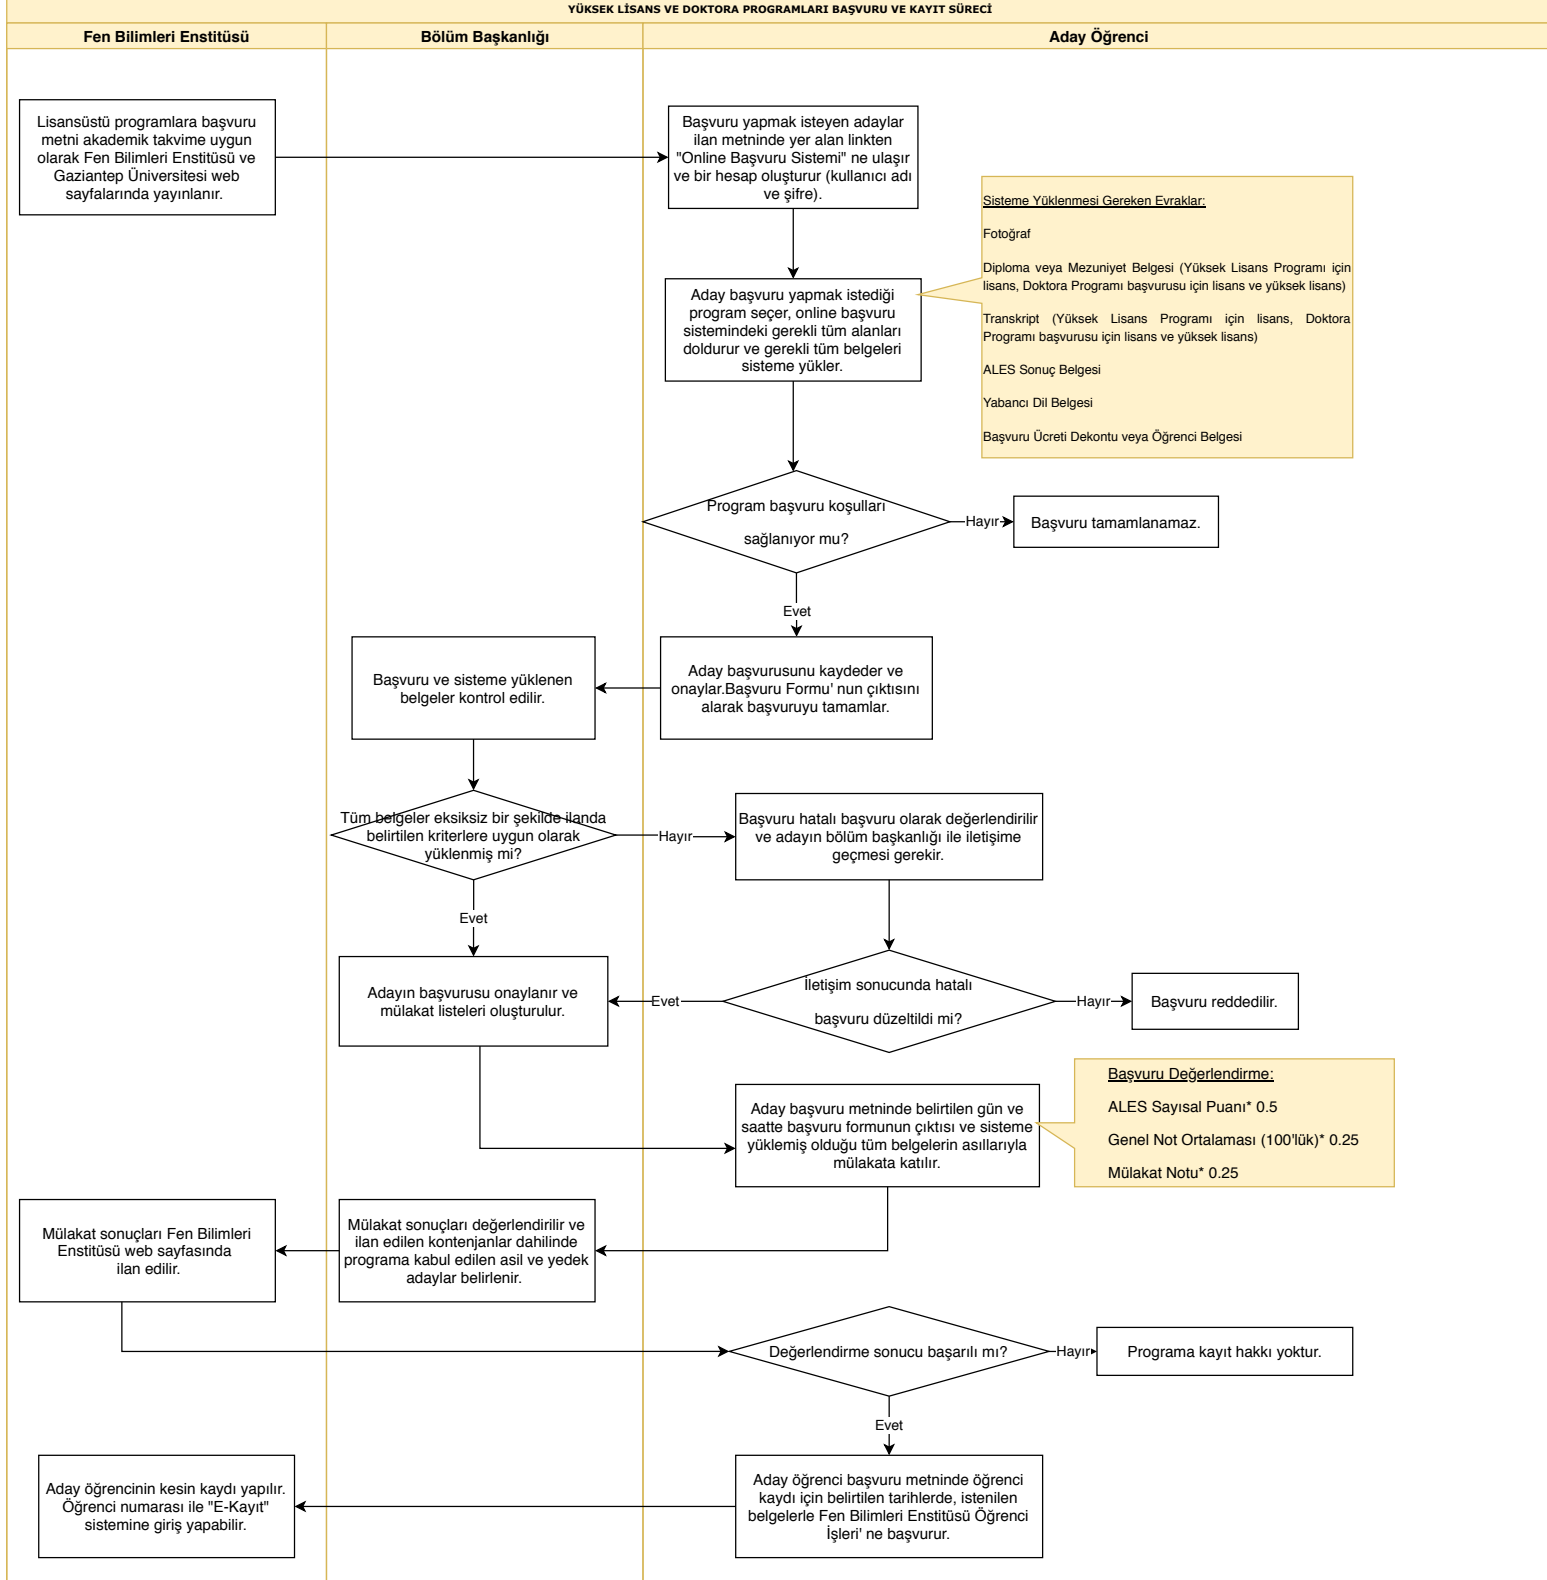 YÜKSEK LİSANS VE DOKTORA PROGRAMLARI BAŞVURU VE KAYIT SÜRECİ
Fen Bilimleri Enstitüsü
Bölüm Başkanlığı
Aday Öğrenci
Lisansüstü programlara başvuru
metni akademik takvime uygun
olarak Fen Bilimleri Enstitüsü ve
Gaziantep Üniversitesi web
sayfalarında yayınlanır.
Başvuru yapmak isteyen adaylar
ilan metninde yer alan linkten
"Online Başvuru Sistemi" ne ulaşır
ve bir hesap oluşturur (kullanıcı adı
ve şifre).
Sisteme Yüklenmesi Gereken Evraklar:
Fotoğraf
Diploma veya Mezuniyet Belgesi (Yüksek Lisans Programı için
lisans, Doktora Programı başvurusu için lisans ve yüksek lisans)
Transkript (Yüksek Lisans Programı için lisans, Doktora
Programı başvurusu için lisans ve yüksek lisans)
ALES Sonuç Belgesi
Yabancı Dil Belgesi
Başvuru Ücreti Dekontu veya Öğrenci Belgesi
Aday başvuru yapmak istediği
program seçer, online başvuru
sistemindeki gerekli tüm alanları
doldurur ve gerekli tüm belgeleri
sisteme yükler.
Program başvuru koşulları
sağlanıyor mu?
Hayır
Başvuru tamamlanamaz.
Evet
Aday başvurusunu kaydeder ve
onaylar.Başvuru Formu' nun çıktısını
alarak başvuruyu tamamlar.
Başvuru ve sisteme yüklenen
belgeler kontrol edilir.
Tüm belgeler eksiksiz bir şekilde ilanda
belirtilen kriterlere uygun olarak
yüklenmiş mi?
Hayır
Başvuru hatalı başvuru olarak değerlendirilir
ve adayın bölüm başkanlığı ile iletişime
geçmesi gerekir.
Evet
Adayın başvurusu onaylanır ve
mülakat listeleri oluşturulur.
Evet
İletişim sonucunda hatalı
başvuru düzeltildi mi?
Hayır
Başvuru reddedilir.
Aday başvuru metninde belirtilen gün ve
saatte başvuru formunun çıktısı ve sisteme
yüklemiş olduğu tüm belgelerin asıllarıyla
mülakata katılır.
Başvuru Değerlendirme:
ALES Sayısal Puanı* 0.5
Genel Not Ortalaması (100'lük)* 0.25
Mülakat Notu* 0.25
Mülakat sonuçları değerlendirilir ve
ilan edilen kontenjanlar dahilinde
programa kabul edilen asil ve yedek
adaylar belirlenir.
Mülakat sonuçları Fen Bilimleri
Enstitüsü web sayfasında
ilan edilir.
Değerlendirme sonucu başarılı mı?
Hayır
Programa kayıt hakkı yoktur.
Evet
Aday öğrenci başvuru metninde öğrenci
kaydı için belirtilen tarihlerde, istenilen
belgelerle Fen Bilimleri Enstitüsü Öğrenci
İşleri' ne başvurur.
Aday öğrencinin kesin kaydı yapılır.
Öğrenci numarası ile "E-Kayıt"
sistemine giriş yapabilir.